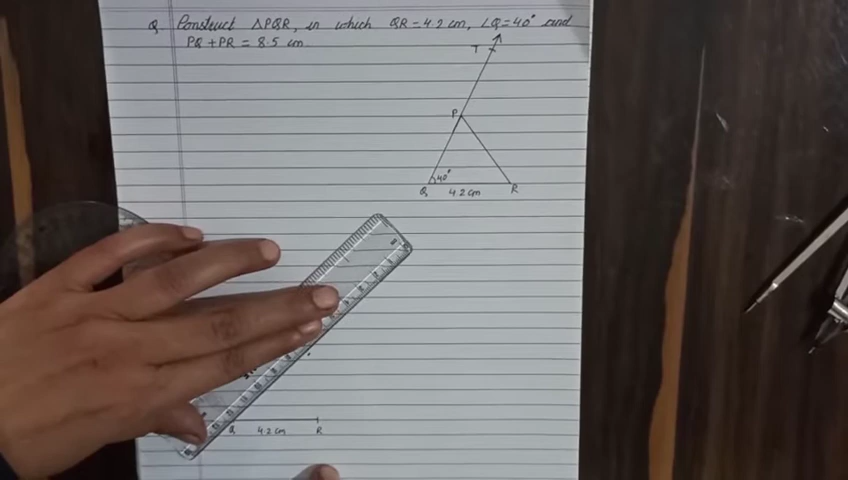 Q Construct △PQR, in which QR = 4.2 cm, ∠Q = 40° and
PQ + PR = 8.5 cm
T
P
40°
Q 4.2 cm R
Q 4.2 cm R